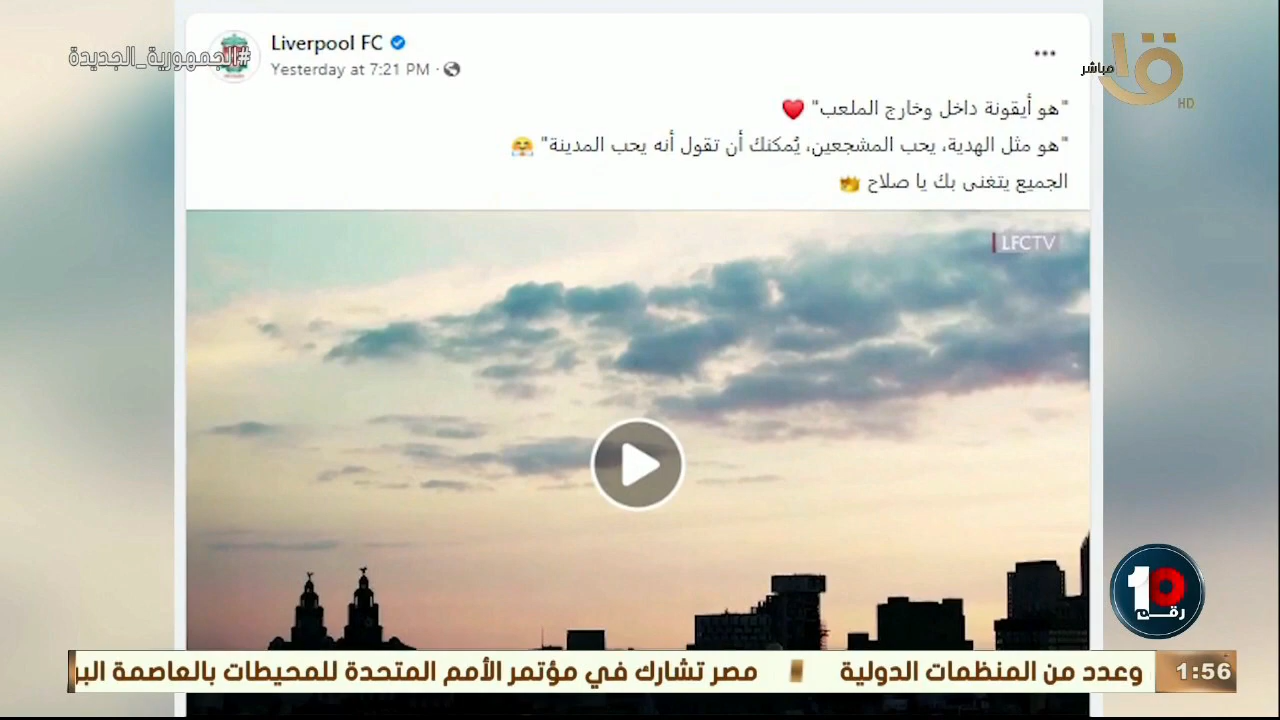 #الجمهورية_الجديدة
Liverpool FC
Yesterday at 7:21 PM ·
مباشر
HD
"هو أيقونة داخل وخارج الملعب" ❤️
"هو مثل الهدية، يحب المشجعين، يُمكنك أن تقول أنه يحب المدينة" 🤗
الجميع يتغنى بك يا صلاح 👑
LFCTV
رقم 10
1:56
وعدد من المنظمات الدولية
مصر تشارك في مؤتمر الأمم المتحدة للمحيطات بالعاصمة البر